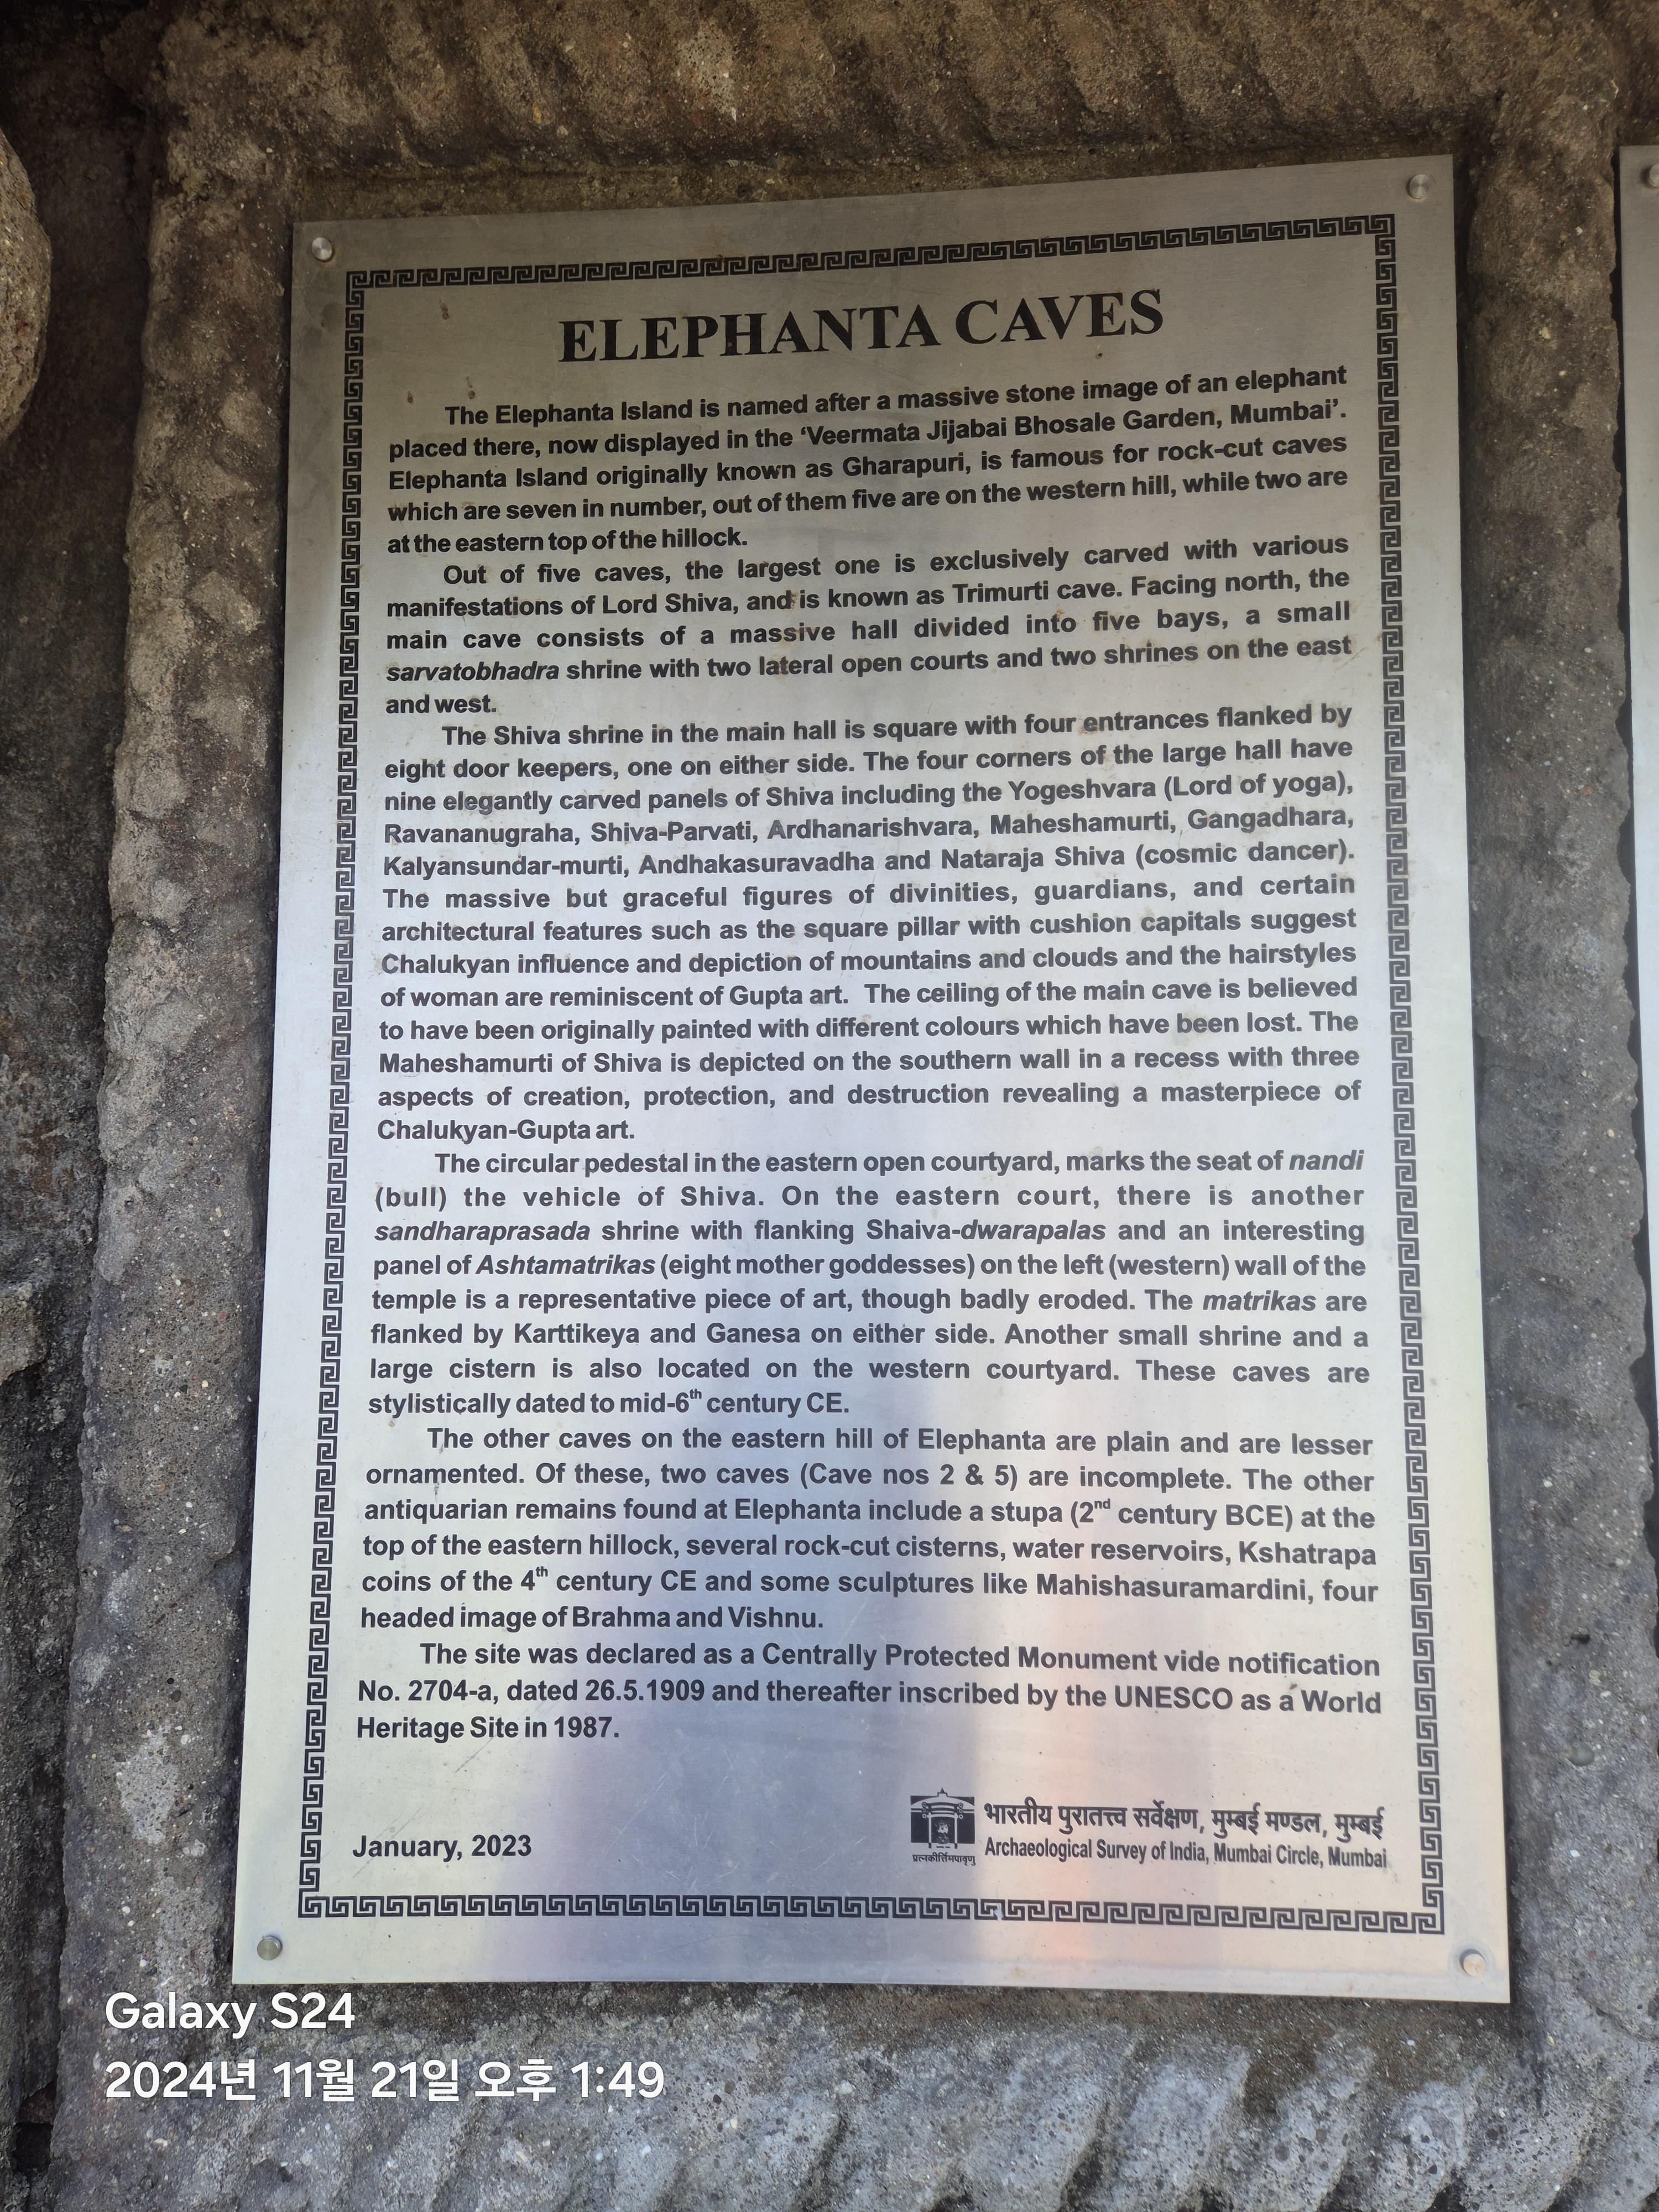 ELEPHANTA CAVES
The Elephanta Island is named after a massive stone image of an elephant
placed there, now displayed in the ‘Veermata Jijabai Bhosale Garden, Mumbai’.
Elephanta Island originally known as Gharapuri, is famous for rock-cut caves
which are seven in number, out of them five are on the western hill, while two are
at the eastern top of the hillock.
Out of five caves, the largest one is exclusively carved with various
manifestations of Lord Shiva, and is known as Trimurti cave. Facing north, the
main cave consists of a massive hall divided into five bays, a small
sarvatobhadra shrine with two lateral open courts and two shrines on the east
and west.
The Shiva shrine in the main hall is square with four entrances flanked by
eight door keepers, one on either side. The four corners of the large hall have
nine elegantly carved panels of Shiva including the Yogeshvara (Lord of yoga),
Ravananugraha, Shiva-Parvati, Ardhanarishvara, Maheshamurti, Gangadhara,
Kalyansundar-murti, Andhakasuravadha and Nataraja Shiva (cosmic dancer).
The massive but graceful figures of divinities, guardians, and certain
architectural features such as the square pillar with cushion capitals suggest
Chalukyan influence and depiction of mountains and clouds and the hairstyles
of woman are reminiscent of Gupta art. The ceiling of the main cave is believed
to have been originally painted with different colours which have been lost. The
Maheshamurti of Shiva is depicted on the southern wall in a recess with three
aspects of creation, protection, and destruction revealing a masterpiece of
Chalukyan-Gupta art.
The circular pedestal in the eastern open courtyard, marks the seat of nandi
(bull) the vehicle of Shiva. On the eastern court, there is another
sandharaprasada shrine with flanking Shaiva-dwarapalas and an interesting
panel of Ashtamatrikas (eight mother goddesses) on the left (western) wall of the
temple is a representative piece of art, though badly eroded. The matrikas are
flanked by Karttikeya and Ganesa on either side. Another small shrine and a
large cistern is also located on the western courtyard. These caves are
stylistically dated to mid-6th century CE.
The other caves on the eastern hill of Elephanta are plain and are lesser
ornamented. Of these, two caves (Cave nos 2 & 5) are incomplete. The other
antiquarian remains found at Elephanta include a stupa (2nd century BCE) at the
top of the eastern hillock, several rock-cut cisterns, water reservoirs, Kshatrapa
coins of the 4th century CE and some sculptures like Mahishasuramardini, four
headed image of Brahma and Vishnu.
The site was declared as a Centrally Protected Monument vide notification
No. 2704-a, dated 26.5.1909 and thereafter inscribed by the UNESCO as a World
Heritage Site in 1987.
भारतीय पुरातत्त्व सर्वेक्षण, मुम्बई मण्डल, मुम्बई
January, 2023
Archaeological Survey of India, Mumbai Circle, Mumbai
प्रत्नकीर्तिमपावृणु
Galaxy S24
2024년 11월 21일 오후 1:49